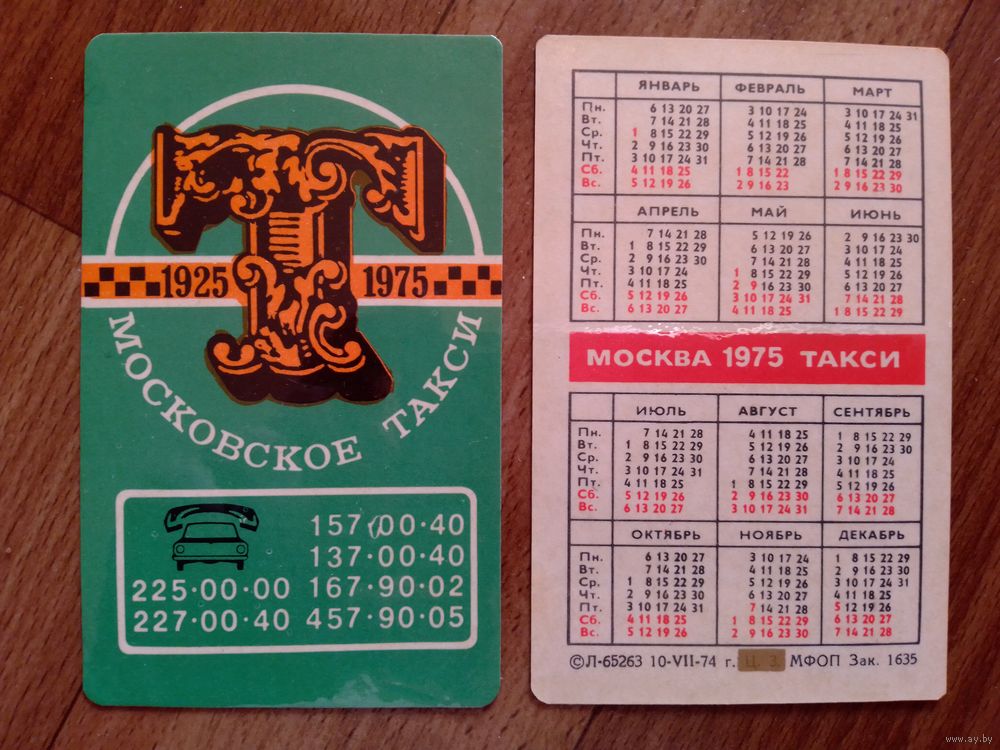 1925 Т 1975
МОСКОВСКОЕ ТАКСИ
157·00·40
137·00·40
225·00·00 167·90·02
227·00·40 457·90·05
ЯНВАРЬ ФЕВРАЛЬ МАРТ
Пн. 6 13 20 27 3 10 17 24 3 10 17 24 31
Вт. 7 14 21 28 4 11 18 25 4 11 18 25
Ср. 1 8 15 22 29 5 12 19 26 5 12 19 26
Чт. 2 9 16 23 30 6 13 20 27 6 13 20 27
Пт. 3 10 17 24 31 7 14 21 28 7 14 21 28
Сб. 4 11 18 25 1 8 15 22 1 8 15 22 29
Вс. 5 12 19 26 2 9 16 23 2 9 16 23 30
АПРЕЛЬ МАЙ ИЮНЬ
Пн. 7 14 21 28 5 12 19 26 2 9 16 23 30
Вт. 1 8 15 22 29 6 13 20 27 3 10 17 24
Ср. 2 9 16 23 30 7 14 21 28 4 11 18 25
Чт. 3 10 17 24 1 8 15 22 29 5 12 19 26
Пт. 4 11 18 25 2 9 16 23 30 6 13 20 27
Сб. 5 12 19 26 3 10 17 24 31 7 14 21 28
Вс. 6 13 20 27 4 11 18 25 1 8 15 22 29
МОСКВА 1975 ТАКСИ
ИЮЛЬ АВГУСТ СЕНТЯБРЬ
Пн. 7 14 21 28 4 11 18 25 1 8 15 22 29
Вт. 1 8 15 22 29 5 12 19 26 2 9 16 23 30
Ср. 2 9 16 23 30 6 13 20 27 3 10 17 24
Чт. 3 10 17 24 31 7 14 21 28 4 11 18 25
Пт. 4 11 18 25 1 8 15 22 29 5 12 19 26
Сб. 5 12 19 26 2 9 16 23 30 6 13 20 27
Вс. 6 13 20 27 3 10 17 24 31 7 14 21 28
ОКТЯБРЬ НОЯБРЬ ДЕКАБРЬ
Пн. 6 13 20 27 3 10 17 24 1 8 15 22 29
Вт. 7 14 21 28 4 11 18 25 2 9 16 23 30
Ср. 1 8 15 22 29 5 12 19 26 3 10 17 24 31
Чт. 2 9 16 23 30 6 13 20 27 4 11 18 25
Пт. 3 10 17 24 31 7 14 21 28 5 12 19 26
Сб. 4 11 18 25 1 8 15 22 29 6 13 20 27
Вс. 5 12 19 26 2 9 16 23 30 7 14 21 28
©Л-65263 10-VII-74 г. Ц. 3. МФОП Зак. 1635
www.ay.by